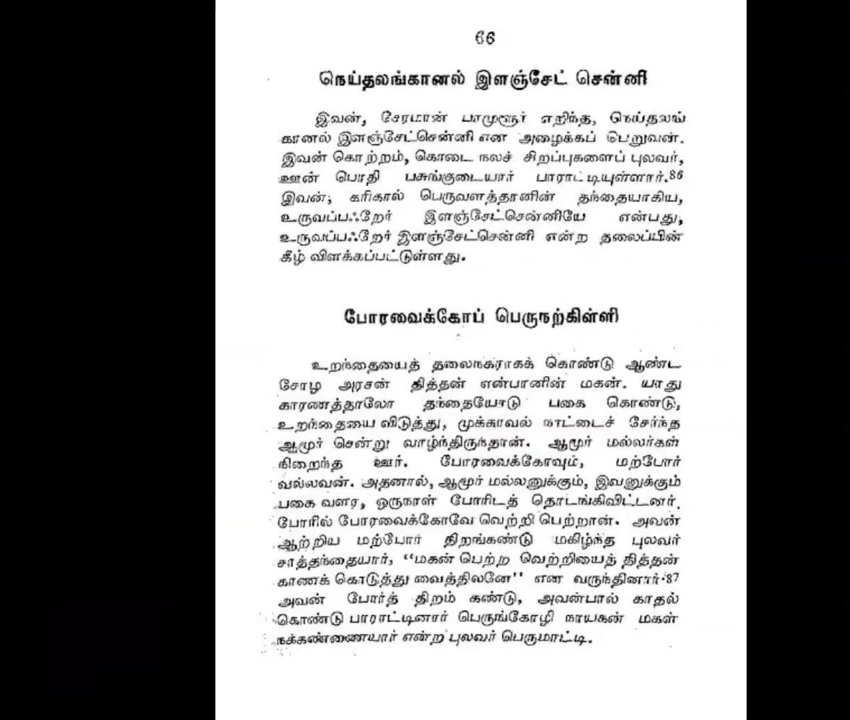 66
நெய்தலங்கானல் இளஞ்சேட் சென்னி
இவன், சேரமான் பாமுளூர் எறிந்த, நெய்தலங்
கானல் இளஞ்சேட்சென்னி என அழைக்கப் பெறுவன்.
இவன் கொற்றம், கொடை நலச் சிறப்புகளைப் புலவர்,
ஊன் பொதி பசுங்குடையார் பாராட்டியுள்ளார்.86
இவன்; கரிகால் பெருவளத்தானின் தந்தையாகிய,
உருவப்பஃறேர் இளஞ்சேட்சென்னியே என்பது,
உருவப்பஃறேர் இளஞ்சேட்சென்னி என்ற தலைப்பின்
கீழ் விளக்கப்பட்டுள்ளது.
போரவைக்கோப் பெருநற்கிள்ளி
உறந்தையைத் தலைநகராகக் கொண்டு ஆண்ட
சோழ அரசன் தித்தன் என்பானின் மகன். யாது
காரணத்தாலோ தந்தையோடு பகை கொண்டு,
உறந்தையை விடுத்து, முக்காவல் நாட்டைச் சேர்ந்த
ஆமூர் சென்று வாழ்ந்திருந்தான். ஆமூர் மல்லர்கள்
நிறைந்த ஊர். போரவைக்கோவும், மற்போர்
வல்லவன். அதனால், ஆமூர் மல்லனுக்கும், இவனுக்கும்
பகை வளர, ஒருநாள் போரிடத் தொடங்கிவிட்டனர்.
போரில் போரவைக்கோவே வெற்றி பெற்றான். அவன்
ஆற்றிய மற்போர் திறங்கண்டு மகிழ்ந்த புலவர்
சாத்தந்தையார், “மகன் பெற்ற வெற்றியைத் தித்தன்
காணக் கொடுத்து வைத்திலனே” என வருந்தினார்.87
அவன் போர்த் திறம் கண்டு, அவன்பால் காதல்
கொண்டு பாராட்டினார் பெருங்கோழி நாயகன் மகள்
நக்கண்ணையார் என்ற புலவர் பெருமாட்டி.